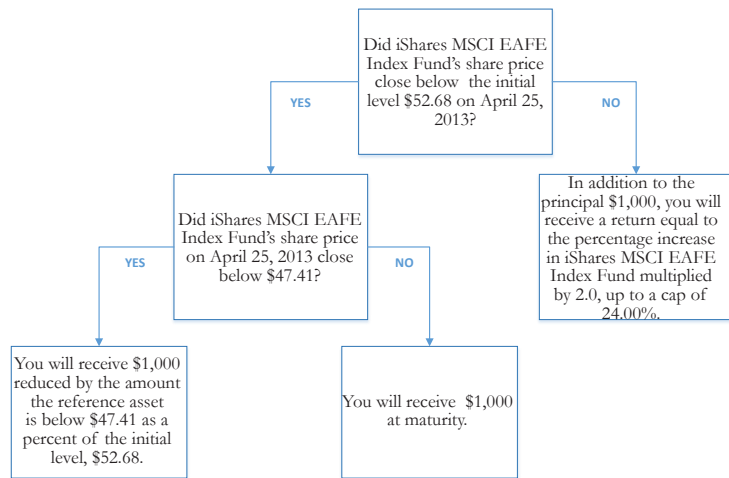 Did iShares MSCI EAFE
Index Fund's share price
close below the initial
level $52.68 on April 25,
2013?
YES
NO
Did iShares MSCI EAFE
Index Fund's share price
on April 25, 2013 close
below $47.41?
In addition to the
principal $1,000, you will
receive a return equal to
the percentage increase
in iShares MSCI EAFE
Index Fund multiplied
by 2.0, up to a cap of
24.00%.
YES
NO
You will receive $1,000
reduced by the amount
the reference asset
is below $47.41 as a
percent of the initial
level, $52.68.
You will receive $1,000
at maturity.